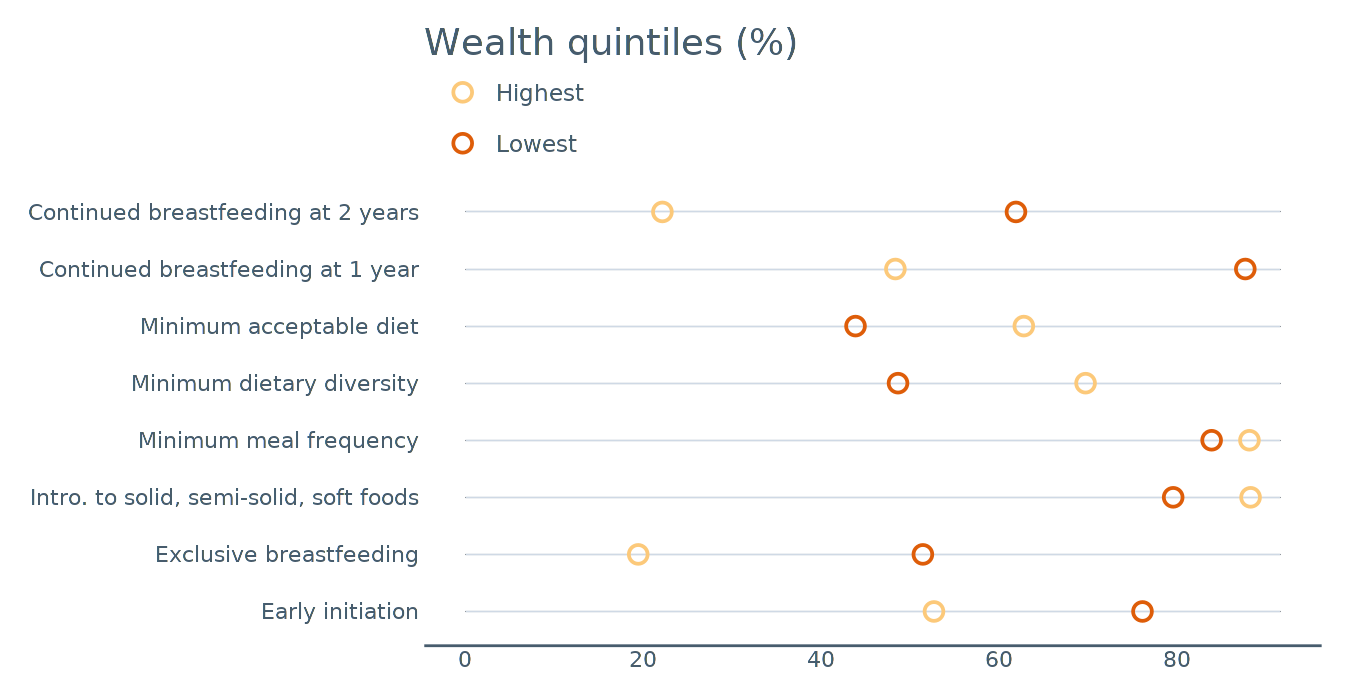 Wealth quintiles (%)
Highest
Lowest
Continued breastfeeding at 2 years
Continued breastfeeding at 1 year
Minimum acceptable diet
Minimum dietary diversity
Minimum meal frequency
Intro. to solid, semi-solid, soft foods
Exclusive breastfeeding
Early initiation
0 20 40 60 80